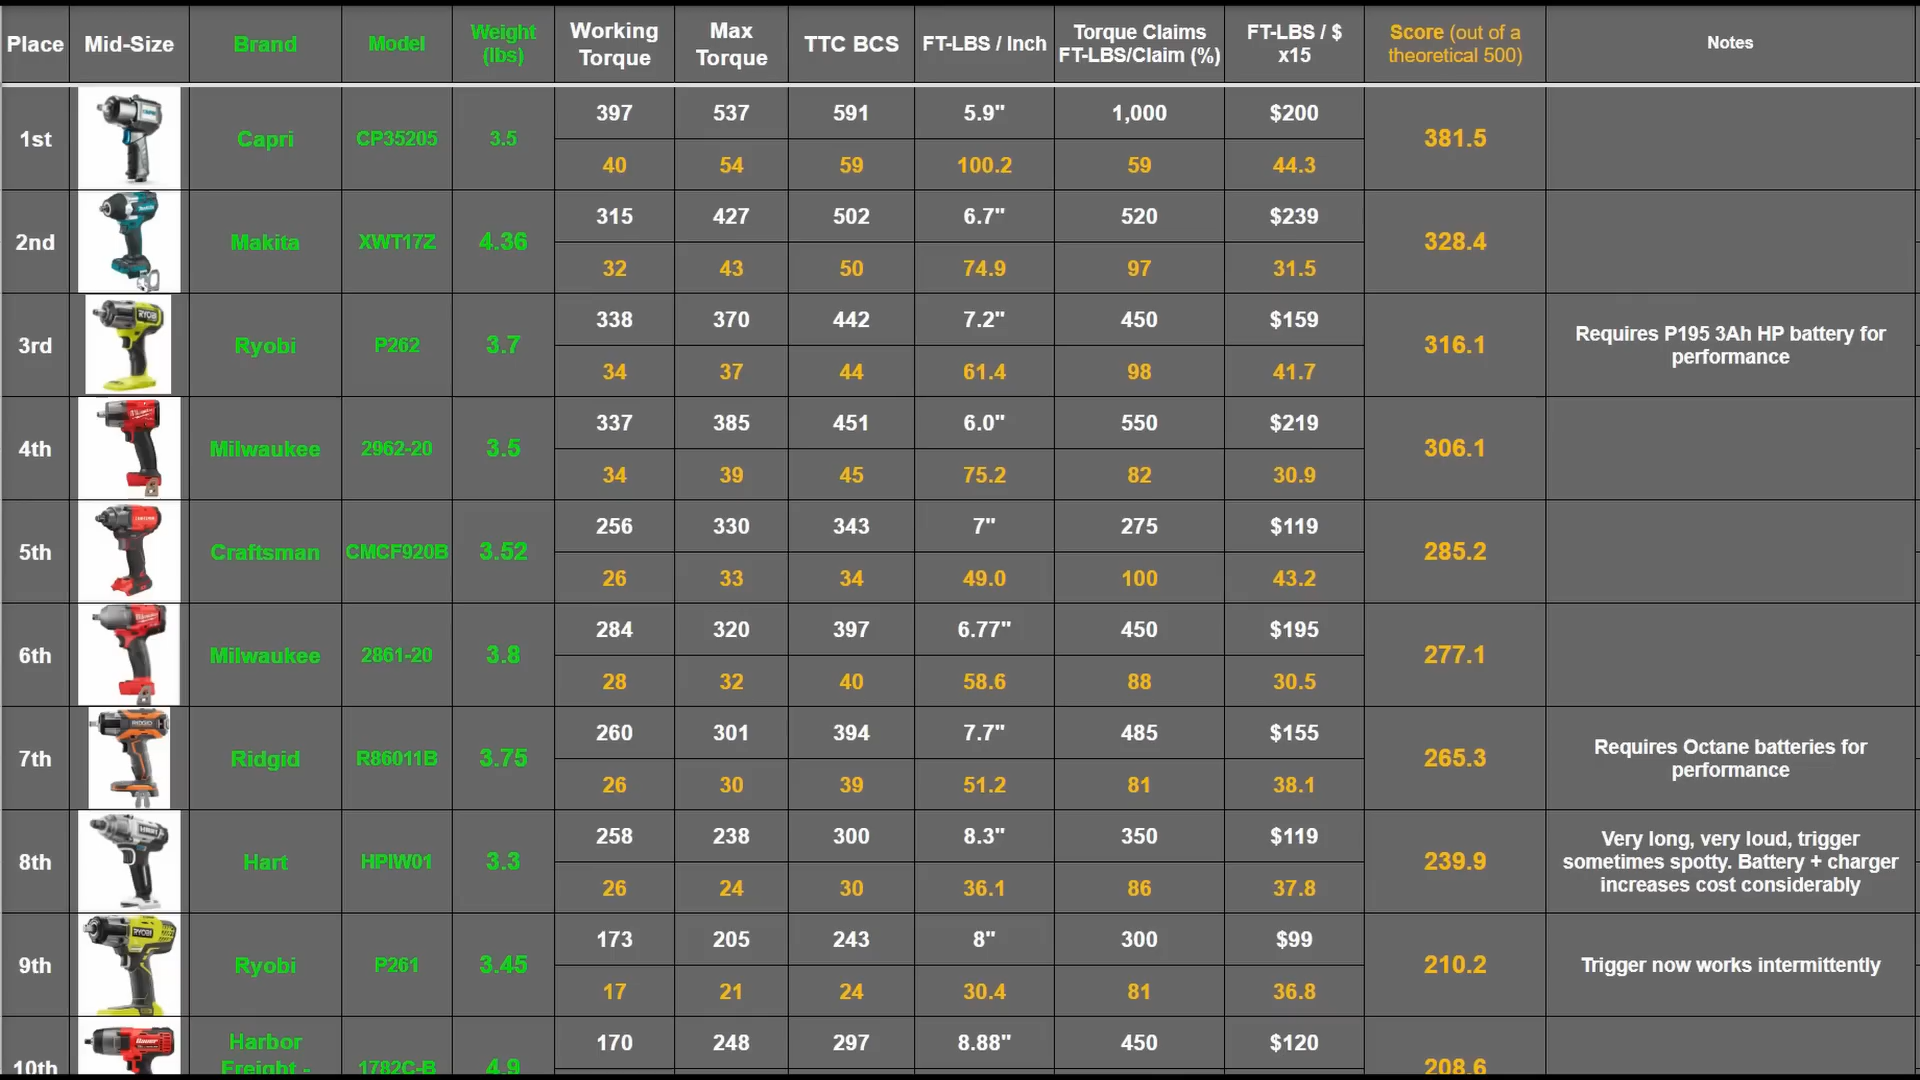 Place Mid-Size Brand Model Weight (lbs) Working Torque Max Torque TTC BCS FT-LBS / Inch Torque Claims FT-LBS/Claim (%) FT-LBS / $ x15 Score (out of a theoretical 500) Notes
1st Capri CP35205 3.5 397 537 591 5.9" 1,000 $200 381.5
40 54 59 100.2 59 44.3
2nd Makita XWT17Z 4.36 315 427 502 6.7" 520 $239 328.4
32 43 50 74.9 97 31.5
3rd RYOBI Ryobi P262 3.7 338 370 442 7.2" 450 $159 316.1 Requires P195 3Ah HP battery for performance
34 37 44 61.4 98 41.7
4th Milwaukee 2962-20 3.5 337 385 451 6.0" 550 $219 306.1
34 39 45 75.2 82 30.9
5th Craftsman CMCF920B 3.52 256 330 343 7" 275 $119 285.2
26 33 34 49.0 100 43.2
6th Milwaukee 2861-20 3.8 284 320 397 6.77" 450 $195 277.1
28 32 40 58.6 88 30.5
7th RIDGID Ridgid R86011B 3.75 260 301 394 7.7" 485 $155 265.3 Requires Octane batteries for performance
26 30 39 51.2 81 38.1
8th HART Hart HPIW01 3.3 258 238 300 8.3" 350 $119 239.9 Very long, very loud, trigger sometimes spotty. Battery + charger increases cost considerably
26 24 30 36.1 86 37.8
9th RYOBI Ryobi P261 3.45 173 205 243 8" 300 $99 210.2 Trigger now works intermittently
17 21 24 30.4 81 36.8
10th Bauer Harbor Freight - 1782C-B 4.9 170 248 297 8.88" 450 $120 208.6